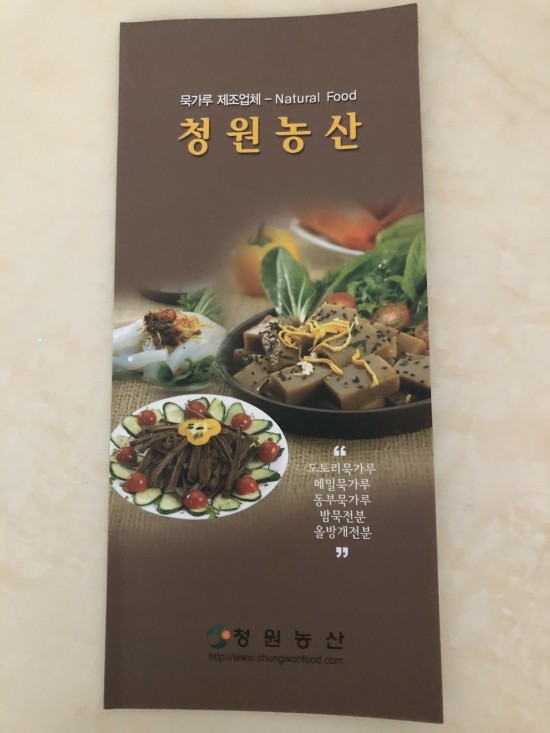 묵가루 제조업체 – Natural Food
청원농산
❝
도토리묵가루
메밀묵가루
동부묵가루
밤묵전분
올방개전분
❞
청원농산
http://www.chungwonfood.com